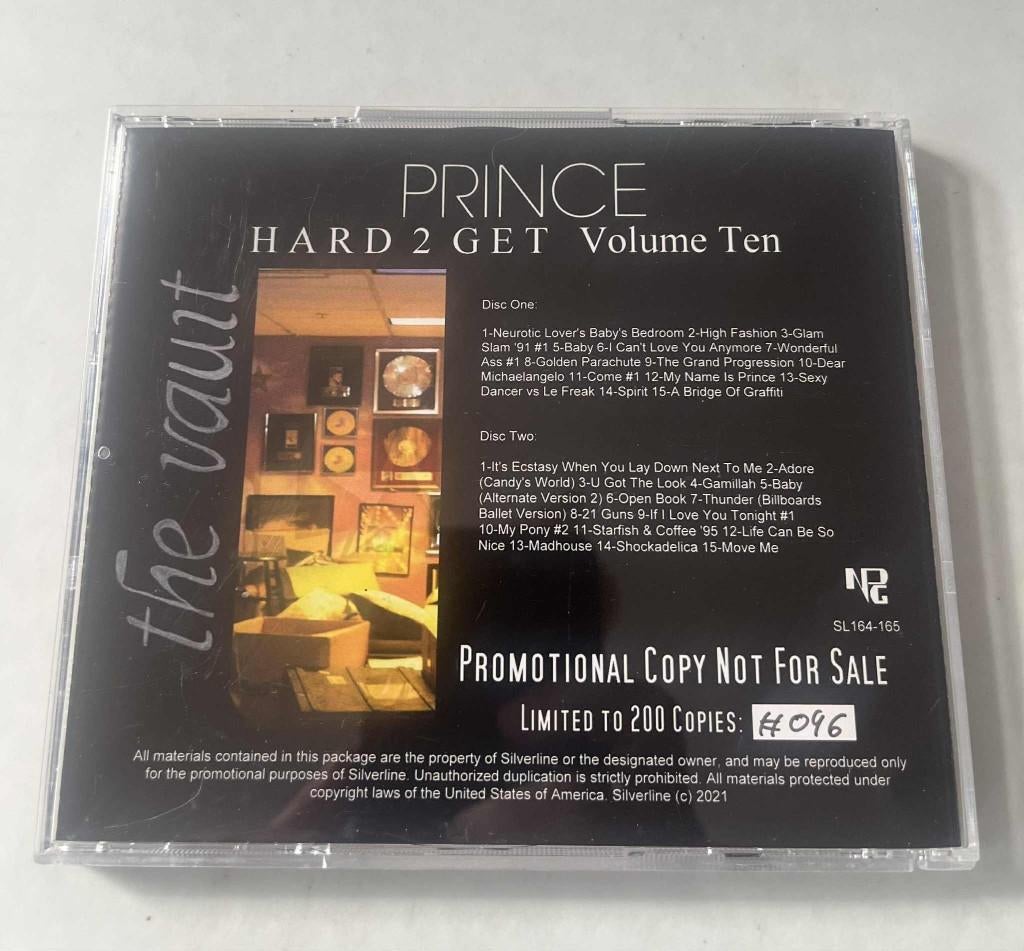 PRINCE
HARD 2 GET Volume Ten
the vault
Disc One:
1-Neurotic Lover's Baby's Bedroom 2-High Fashion 3-Glam
Slam '91 #1 5-Baby 6-I Can't Love You Anymore 7-Wonderful
Ass #1 8-Golden Parachute 9-The Grand Progression 10-Dear
Michaelangelo 11-Come #1 12-My Name Is Prince 13-Sexy
Dancer vs Le Freak 14-Spirit 15-A Bridge Of Graffiti
Disc Two:
1-It's Ecstasy When You Lay Down Next To Me 2-Adore
(Candy's World) 3-U Got The Look 4-Gamillah 5-Baby
(Alternate Version 2) 6-Open Book 7-Thunder (Billboards
Ballet Version) 8-21 Guns 9-If I Love You Tonight #1
10-My Pony #2 11-Starfish & Coffee '95 12-Life Can Be So
Nice 13-Madhouse 14-Shockadelica 15-Move Me
NPG
SL164-165
PROMOTIONAL COPY NOT FOR SALE
LIMITED TO 200 COPIES: #096
All materials contained in this package are the property of Silverline or the designated owner, and may be reproduced only
for the promotional purposes of Silverline. Unauthorized duplication is strictly prohibited. All materials protected under
copyright laws of the United States of America. Silverline (c) 2021